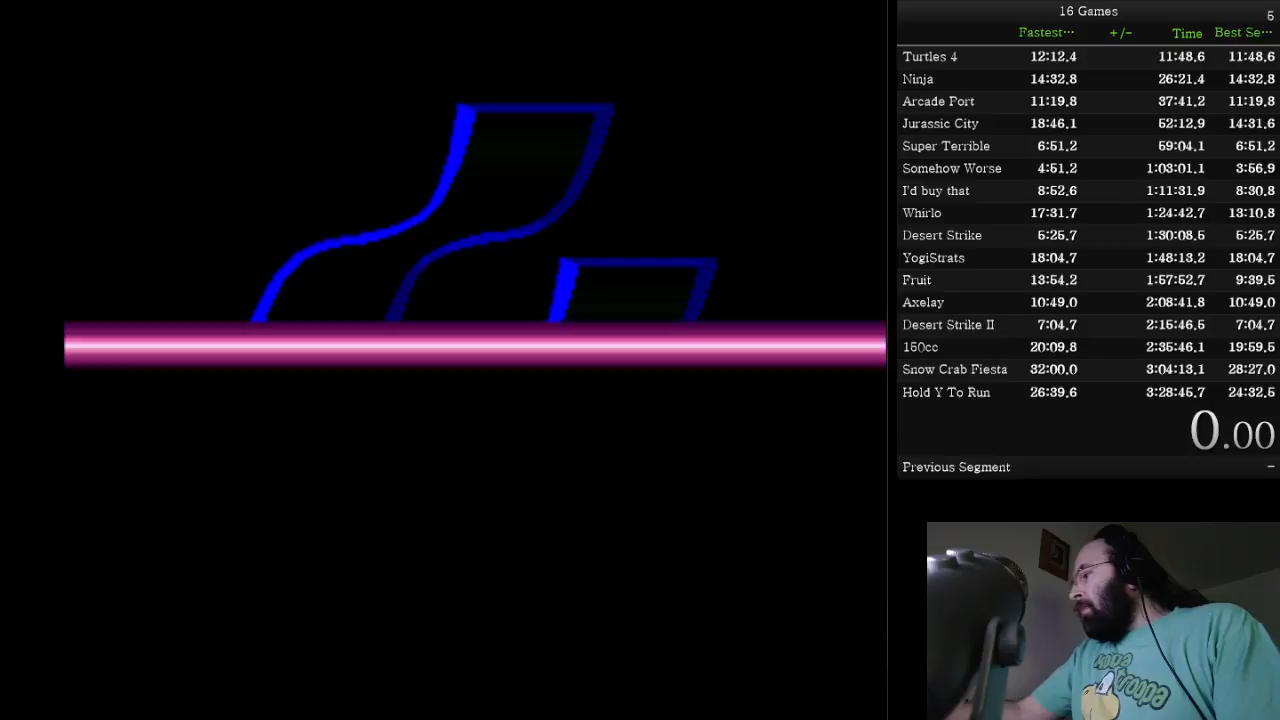 16 Games
5
Fastest… +/- Time Best Se…
Turtles 4 12:12.4 11:48.6 11:48.6
Ninja 14:32.8 26:21.4 14:32.8
Arcade Port 11:19.8 37:41.2 11:19.8
Jurassic City 18:46.1 52:12.9 14:31.6
Super Terrible 6:51.2 59:04.1 6:51.2
Somehow Worse 4:51.2 1:03:01.1 3:56.9
I'd buy that 8:52.6 1:11:31.9 8:30.8
Whirlo 17:31.7 1:24:42.7 13:10.8
Desert Strike 5:25.7 1:30:08.5 5:25.7
YogiStrats 18:04.7 1:48:13.2 18:04.7
Fruit 13:54.2 1:57:52.7 9:39.5
Axelay 10:49.0 2:08:41.8 10:49.0
Desert Strike II 7:04.7 2:15:46.5 7:04.7
150cc 20:09.8 2:35:46.1 19:59.5
Snow Crab Fiesta 32:00.0 3:04:13.1 28:27.0
Hold Y To Run 26:39.6 3:28:45.7 24:32.5
0.00
Previous Segment –
Koopa
Troopa